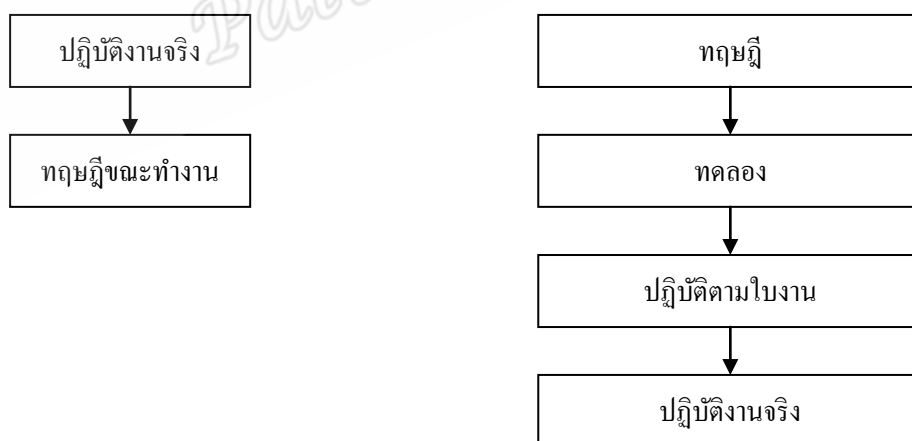 ปฏิบัติงานจริง
ทฤษฎีขณะทำงาน
ทฤษฎี
ทดลอง
ปฏิบัติตามใบงาน
ปฏิบัติงานจริง